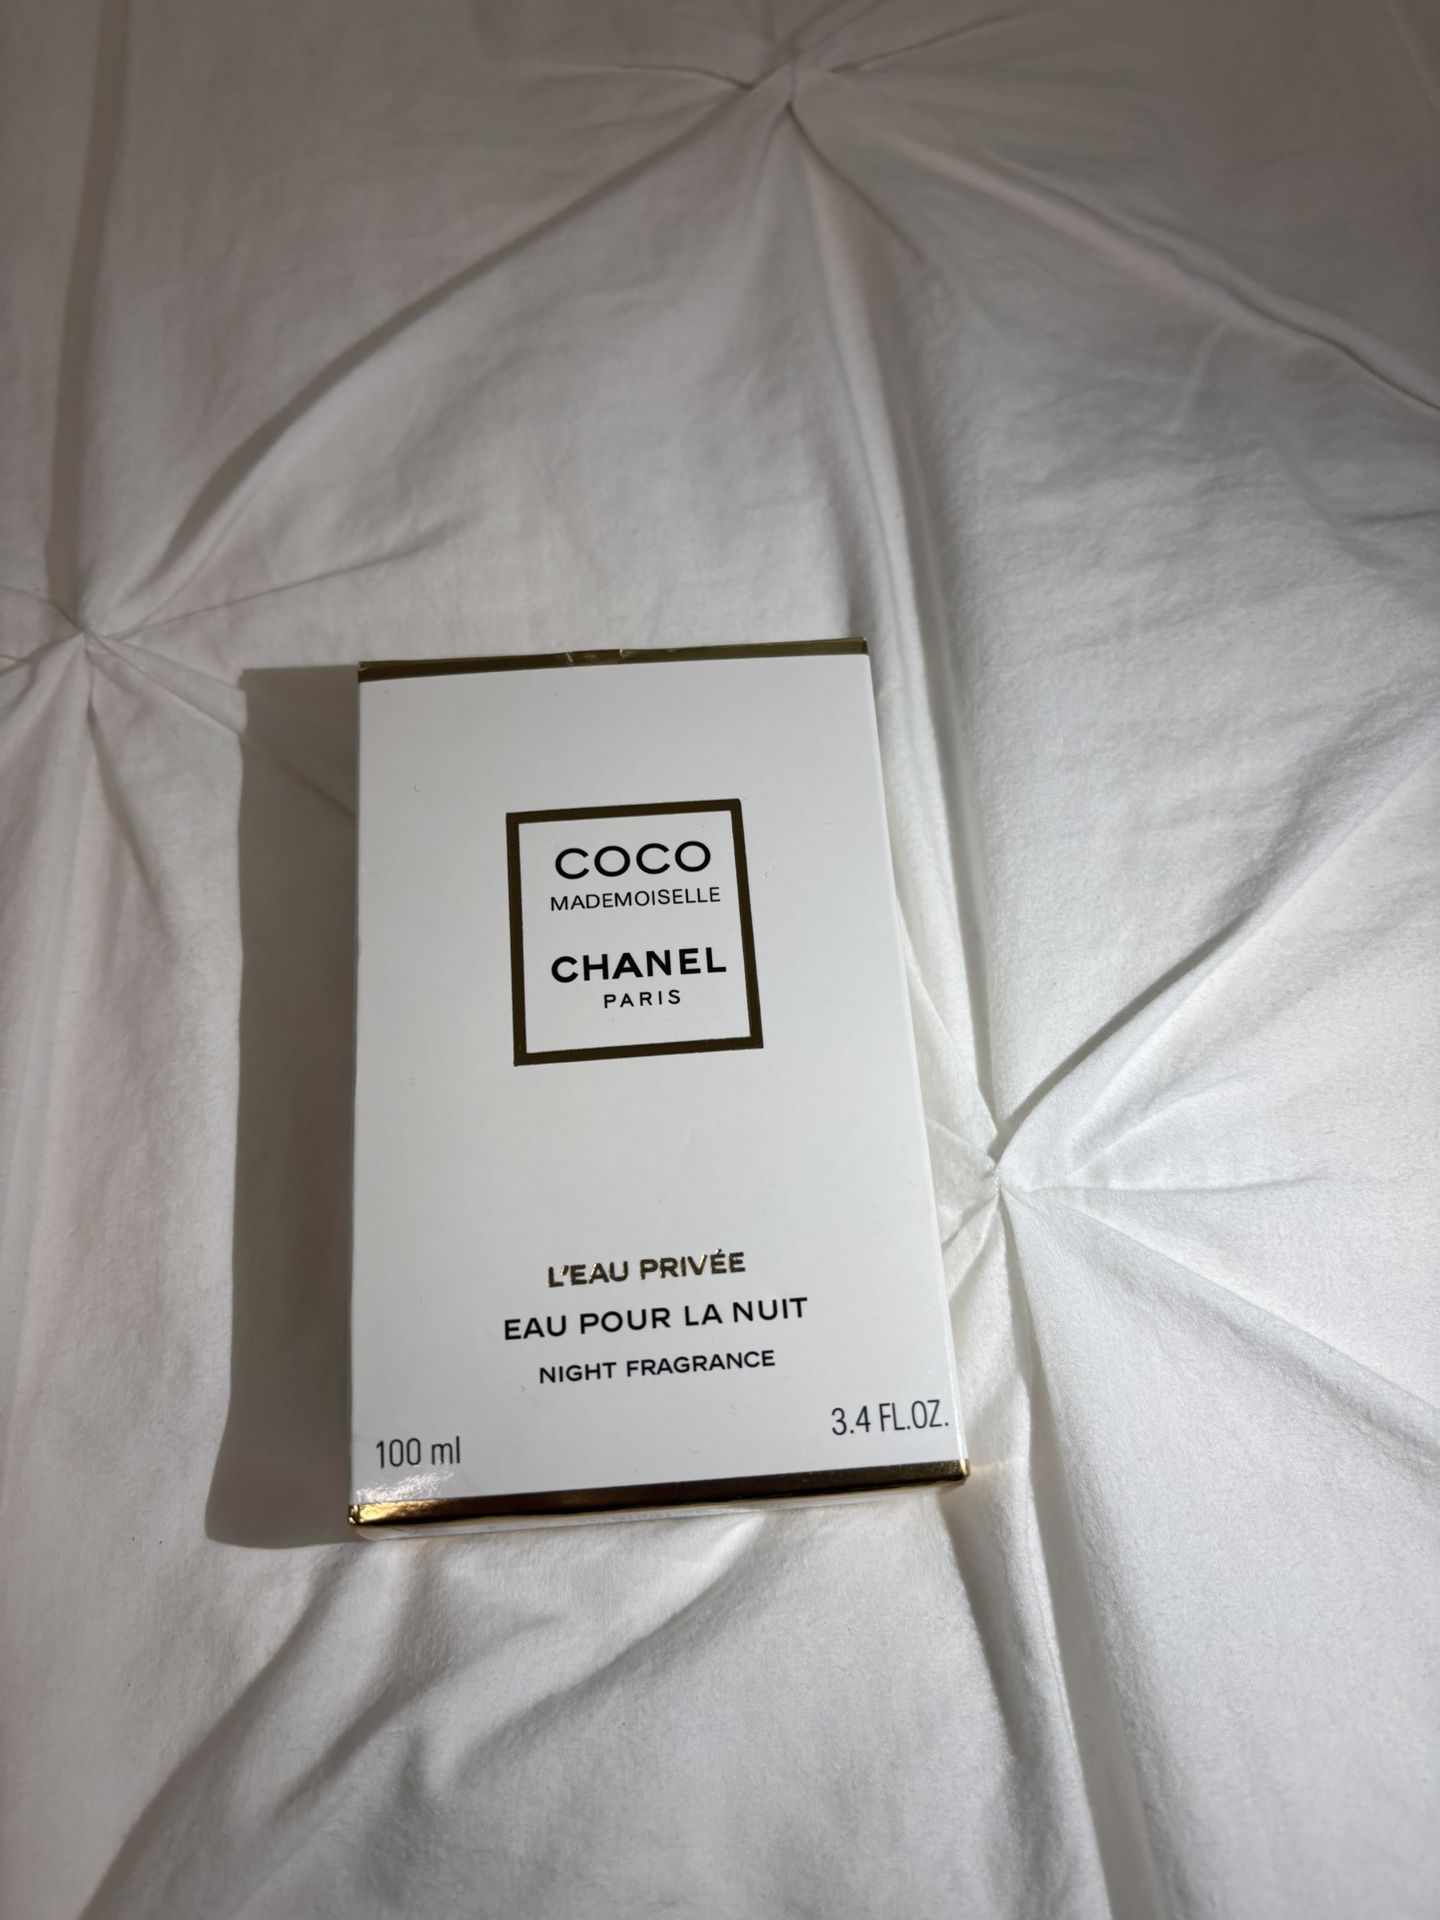 COCO
MADEMOISELLE
CHANEL
PARIS
L'EAU PRIVÉE
EAU POUR LA NUIT
NIGHT FRAGRANCE
100 ml
3.4 FL.OZ.